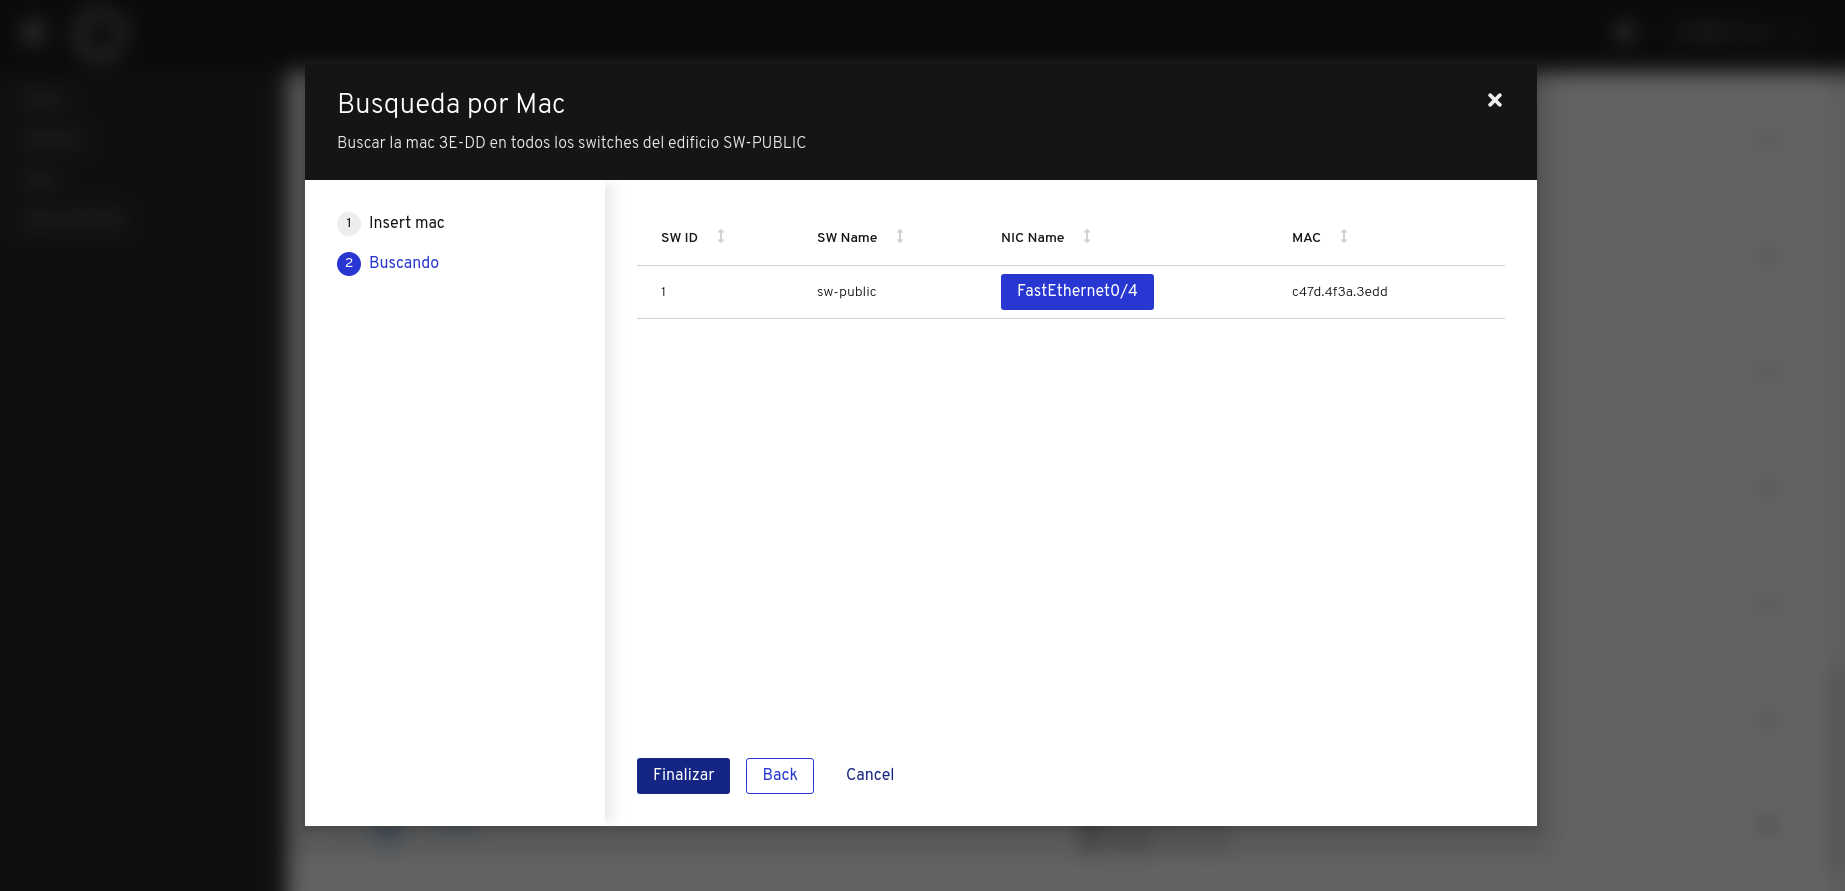 Busqueda por Mac
Buscar la mac 3E-DD en todos los switches del edificio SW-PUBLIC
1 Insert mac
2 Buscando
SW ID SW Name NIC Name MAC
1 sw-public FastEthernet0/4 c47d.4f3a.3edd
Finalizar Back Cancel